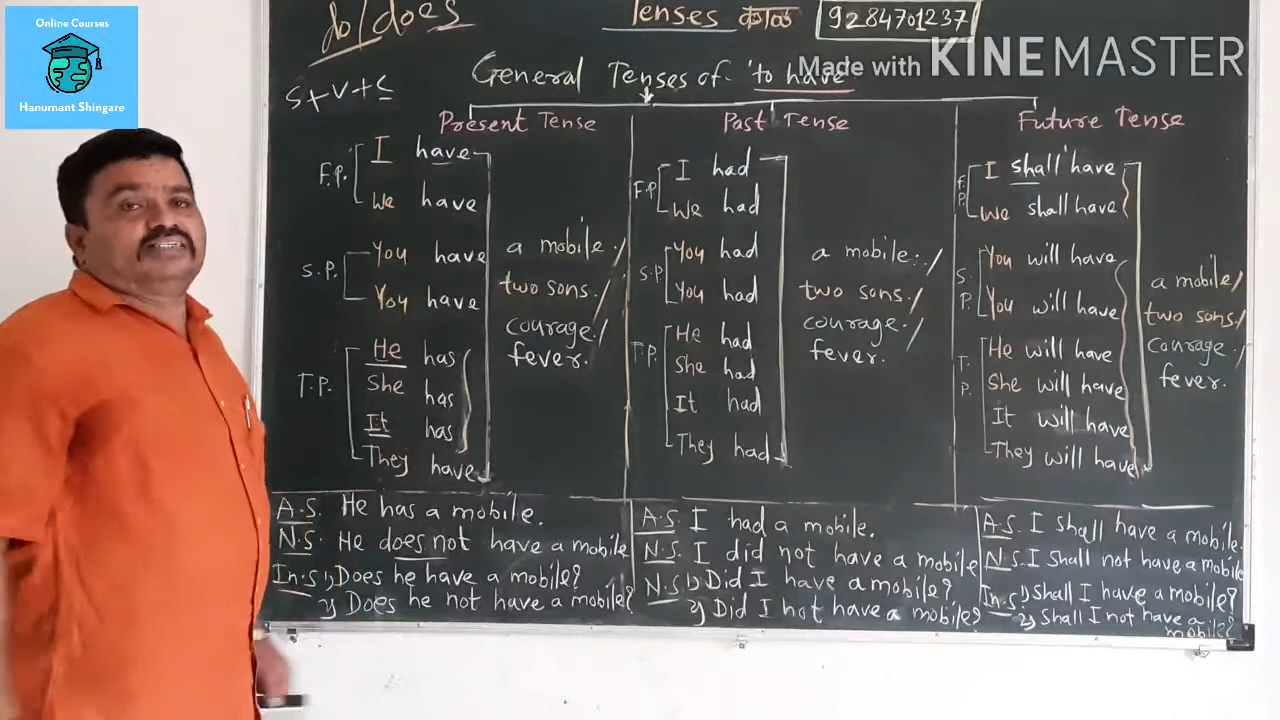 Online Courses
Hanumant Shingare
do/does
Tenses काळ 9284701237
Made with KINEMASTER
S+V+C
General Tenses of 'to have'
Present Tense
F.P. I have
We have
S.P. You have
You have
T.P. He has
She has
It has
They have
a mobile./
two sons./
courage./
fever.
A.S. He has a mobile.
N.S. He does not have a mobile
In.S 1) Does he have a mobile?
2) Does he not have a mobile?
Past Tense
F.P. I had
We had
S.P. You had
You had
T.P. He had
She had
It had
They had
a mobile./
two sons./
courage./
fever.
A.S. I had a mobile.
N.S. I did not have a mobile
N.S. 1) Did I have a mobile?
2) Did I not have a mobile?
Future Tense
F.P. I shall have
We shall have
S.P. You will have
You will have
T.P. He will have
She will have
It will have
They will have
a mobile/
two sons./
courage./
fever.
A.S. I shall have a mobile.
N.S. I shall not have a mobile
In.S 1) Shall I have a mobile?
2) Shall I not have a
mobile?